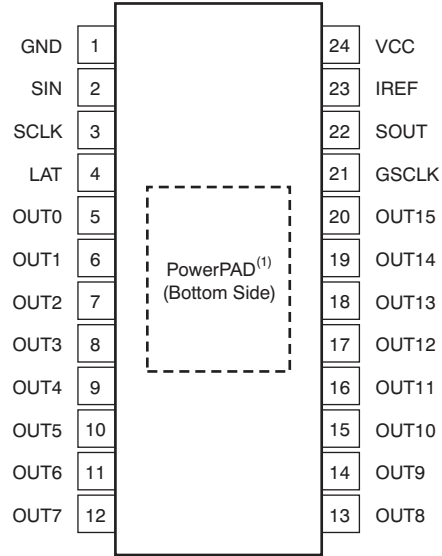 GND 1 24 VCC
SIN 2 23 IREF
SCLK 3 22 SOUT
LAT 4 21 GSCLK
OUT0 5 20 OUT15
OUT1 6 19 OUT14
PowerPAD(1)
(Bottom Side)
OUT2 7 18 OUT13
OUT3 8 17 OUT12
OUT4 9 16 OUT11
OUT5 10 15 OUT10
OUT6 11 14 OUT9
OUT7 12 13 OUT8